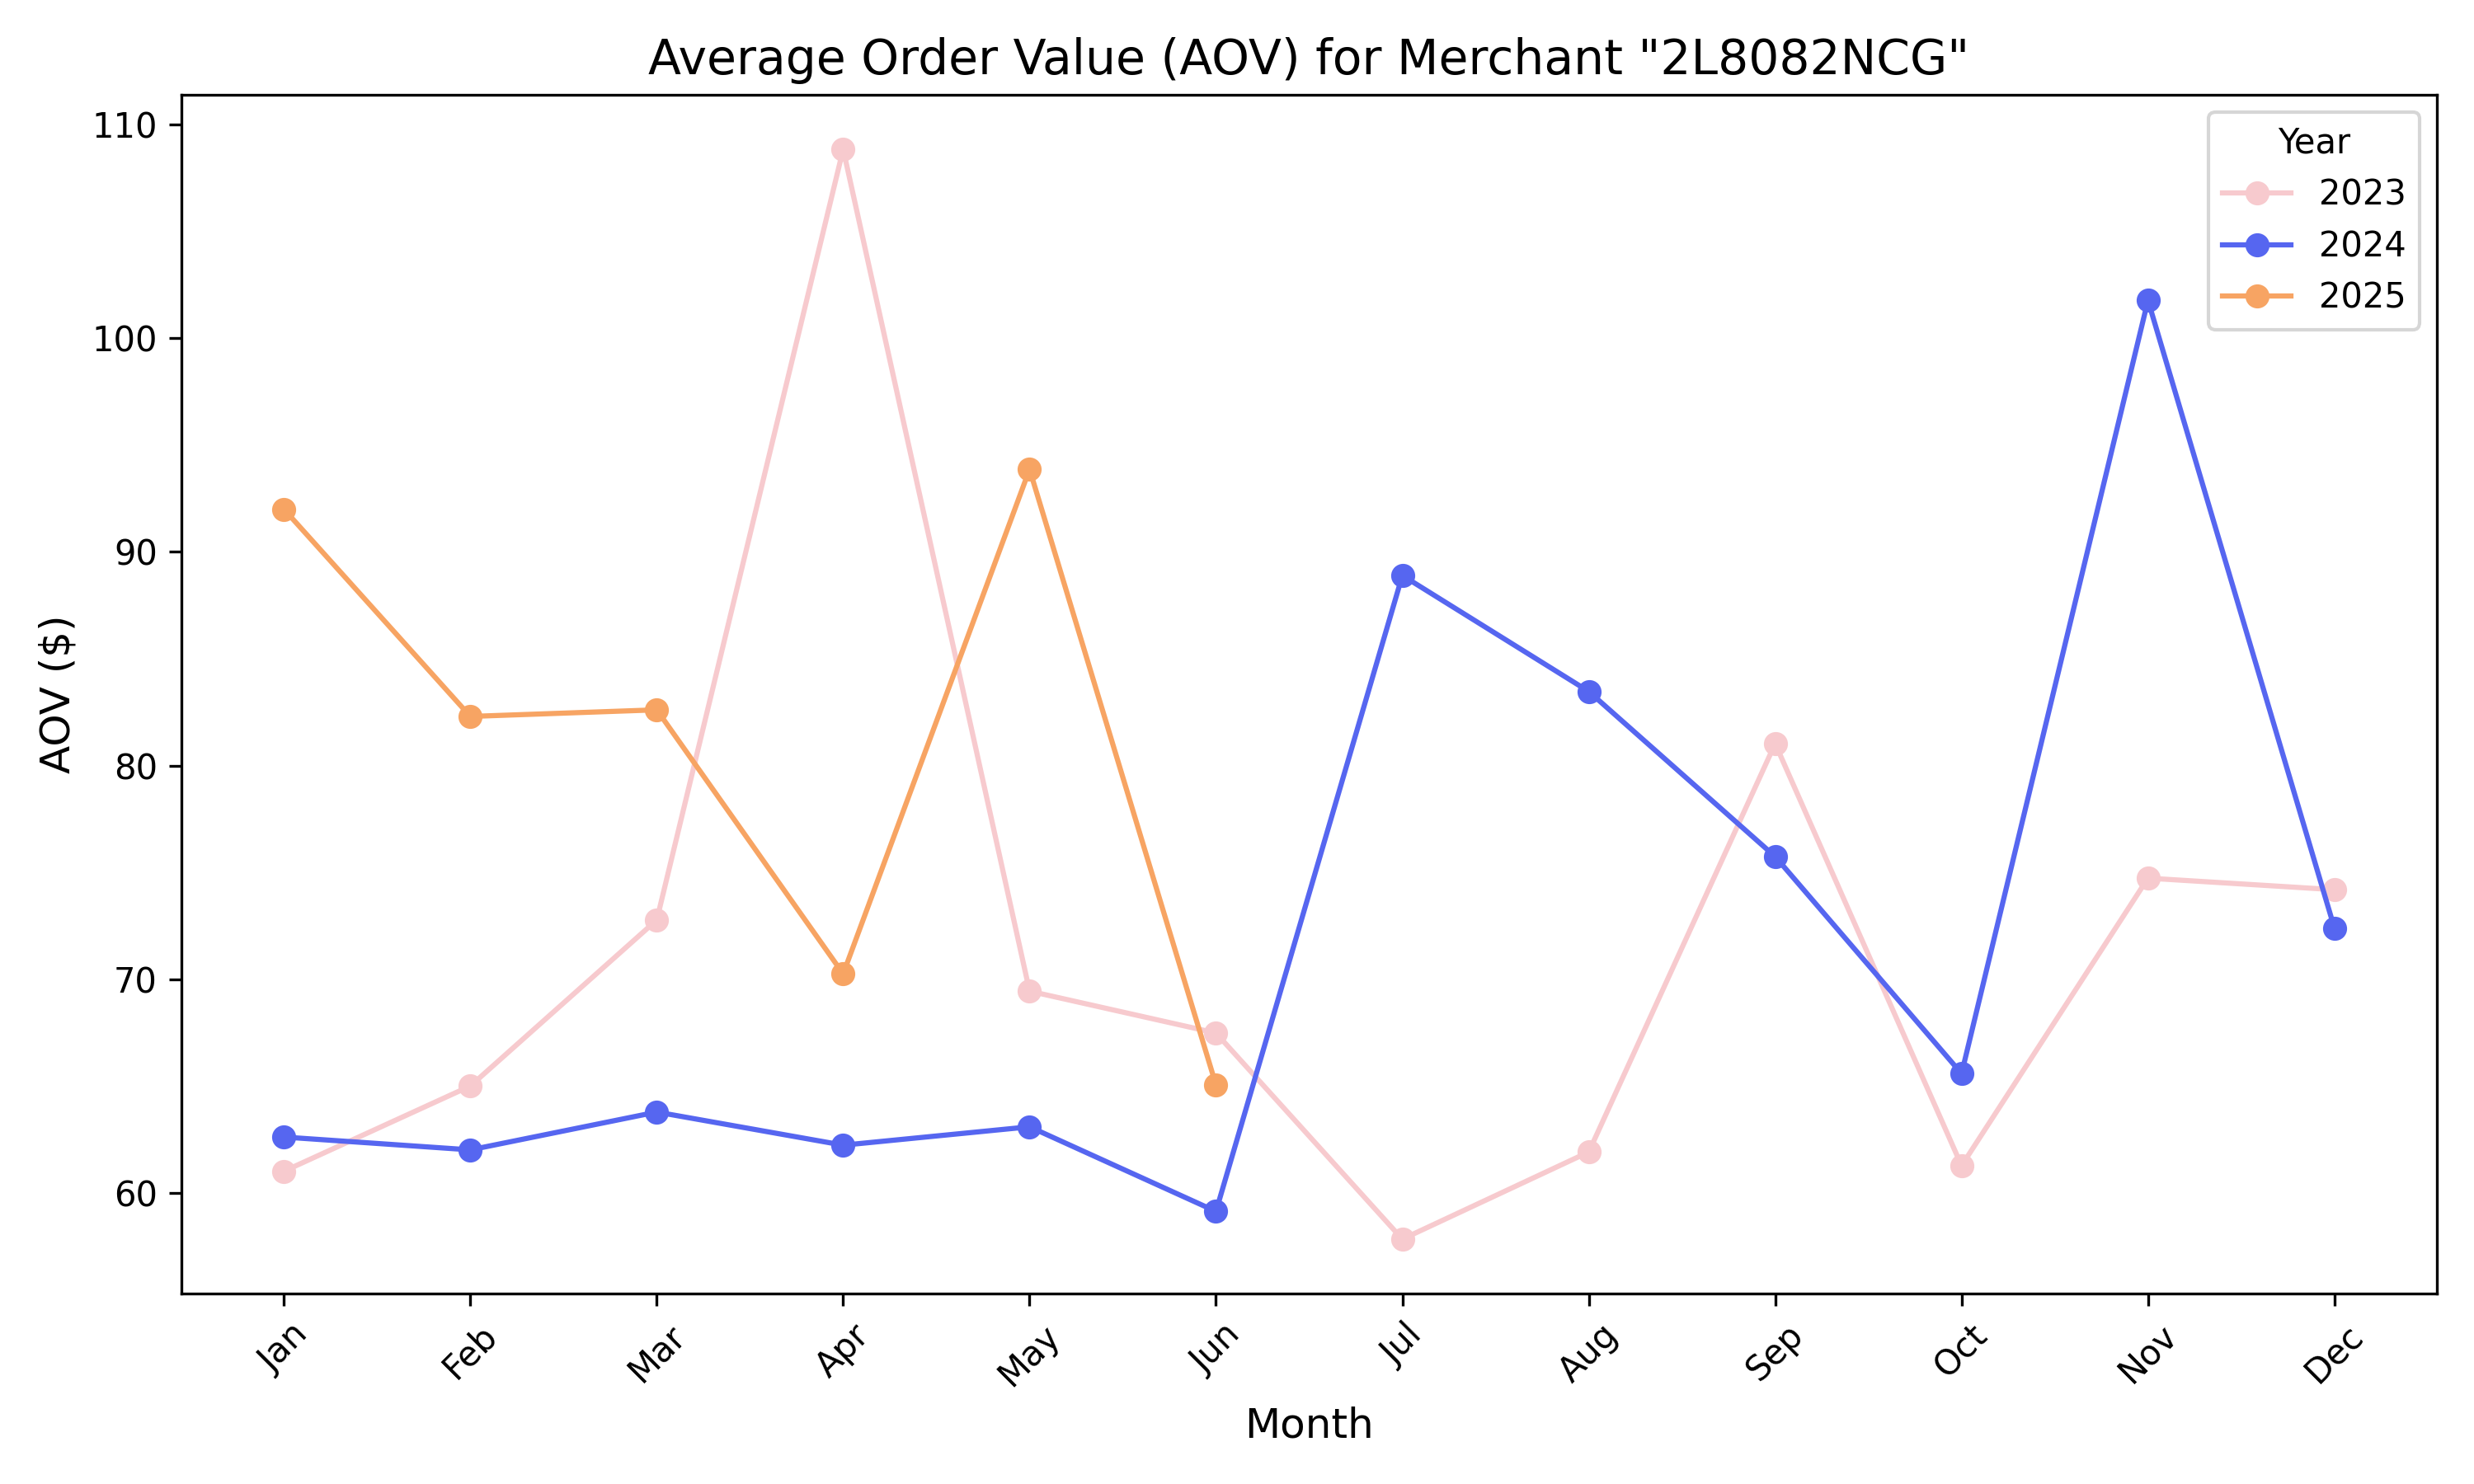 Average Order Value (AOV) for Merchant "2L8082NCG"
Year
2023
2024
2025
110
100
90
80
70
60
AOV ($)
Jan
Feb
Mar
Apr
May
Jun
Jul
Aug
Sep
Oct
Nov
Dec
Month